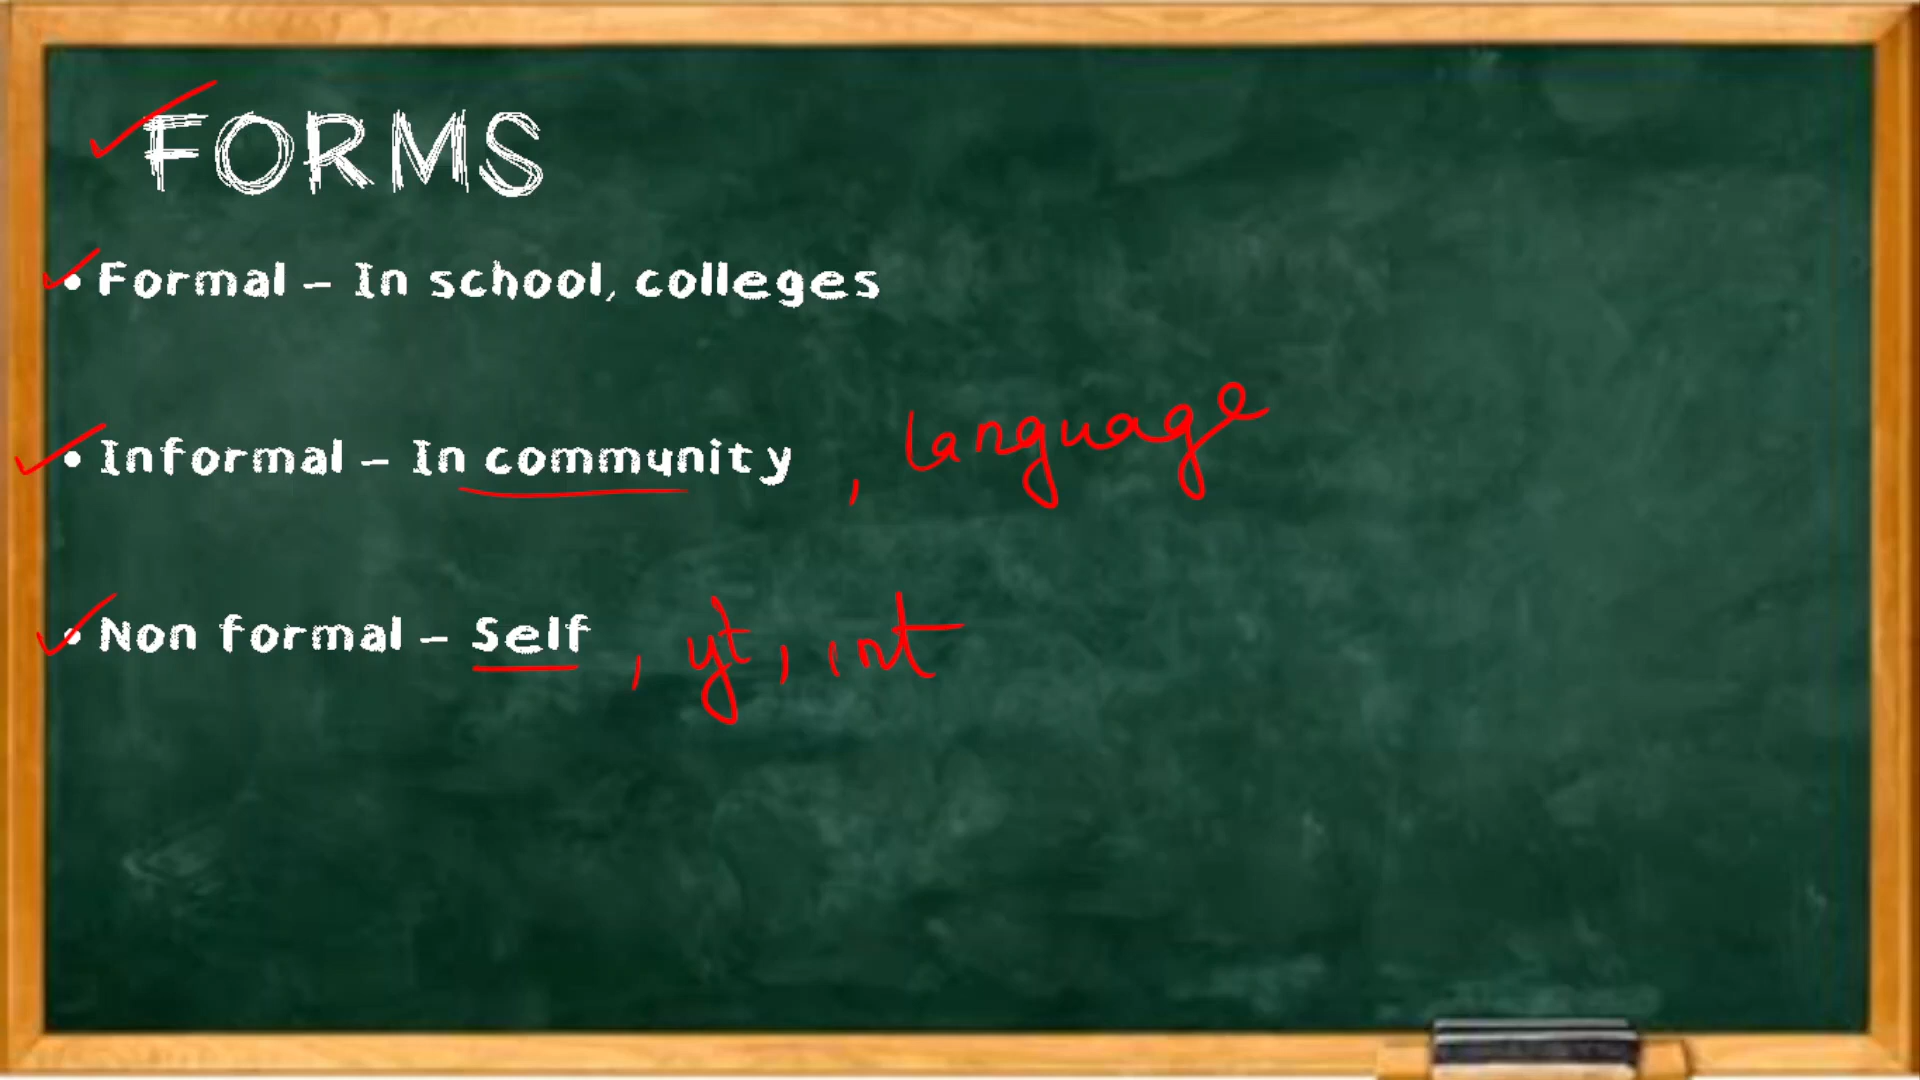 FORMS
• Formal – In school, colleges
• Informal – In community , language
• Non formal – Self , yt, int